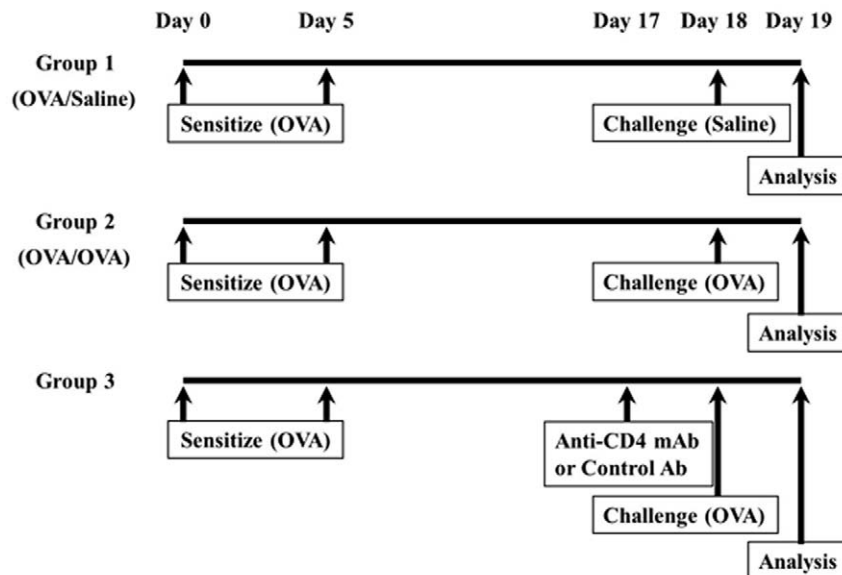 Day 0 Day 5 Day 17 Day 18 Day 19
Group 1
(OVA/Saline)
Sensitize (OVA)
Challenge (Saline)
Analysis
Group 2
(OVA/OVA)
Sensitize (OVA)
Challenge (OVA)
Analysis
Group 3
Sensitize (OVA)
Anti-CD4 mAb
or Control Ab
Challenge (OVA)
Analysis